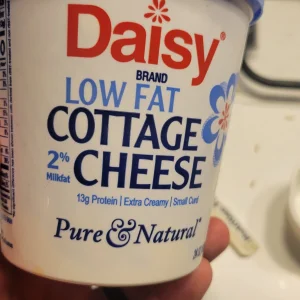 Daisy
BRAND
LOW FAT
COTTAGE
2% CHEESE
Milkfat
13g Protein | Extra Creamy | Small Curd
Pure & Natural